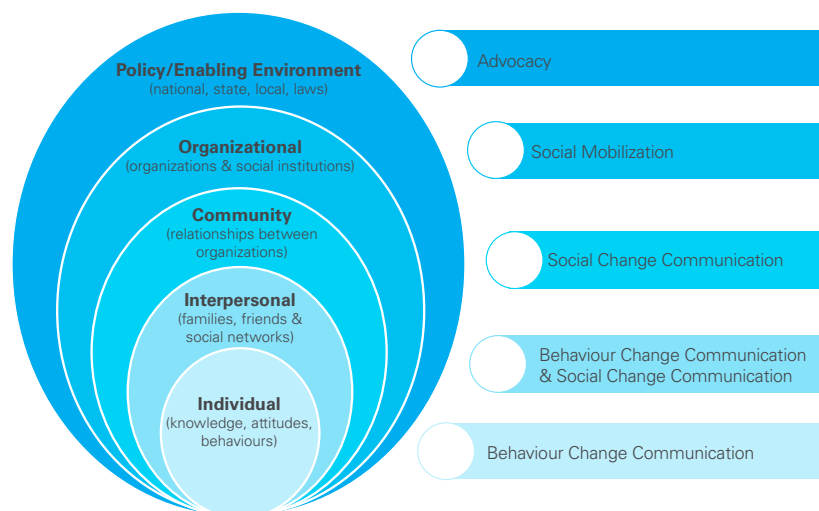 Policy/Enabling Environment
(national, state, local, laws)
Advocacy
Organizational
(organizations & social institutions)
Social Mobilization
Community
(relationships between
organizations)
Social Change Communication
Interpersonal
(families, friends &
social networks)
Behaviour Change Communication
& Social Change Communication
Individual
(knowledge, attitudes,
behaviours)
Behaviour Change Communication